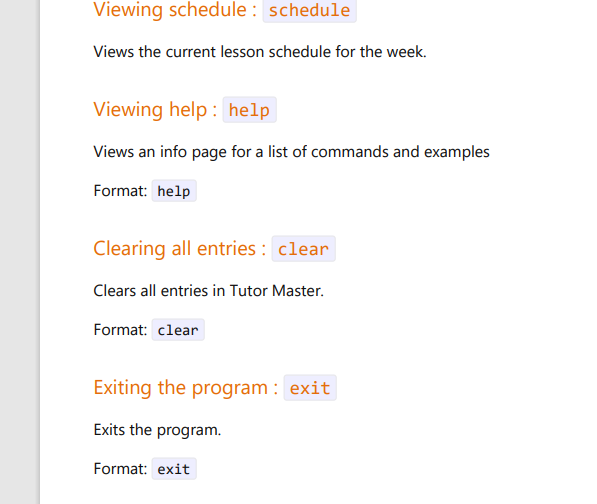 Viewing schedule : schedule
Views the current lesson schedule for the week.
Viewing help : help
Views an info page for a list of commands and examples
Format: help
Clearing all entries : clear
Clears all entries in Tutor Master.
Format: clear
Exiting the program : exit
Exits the program.
Format: exit